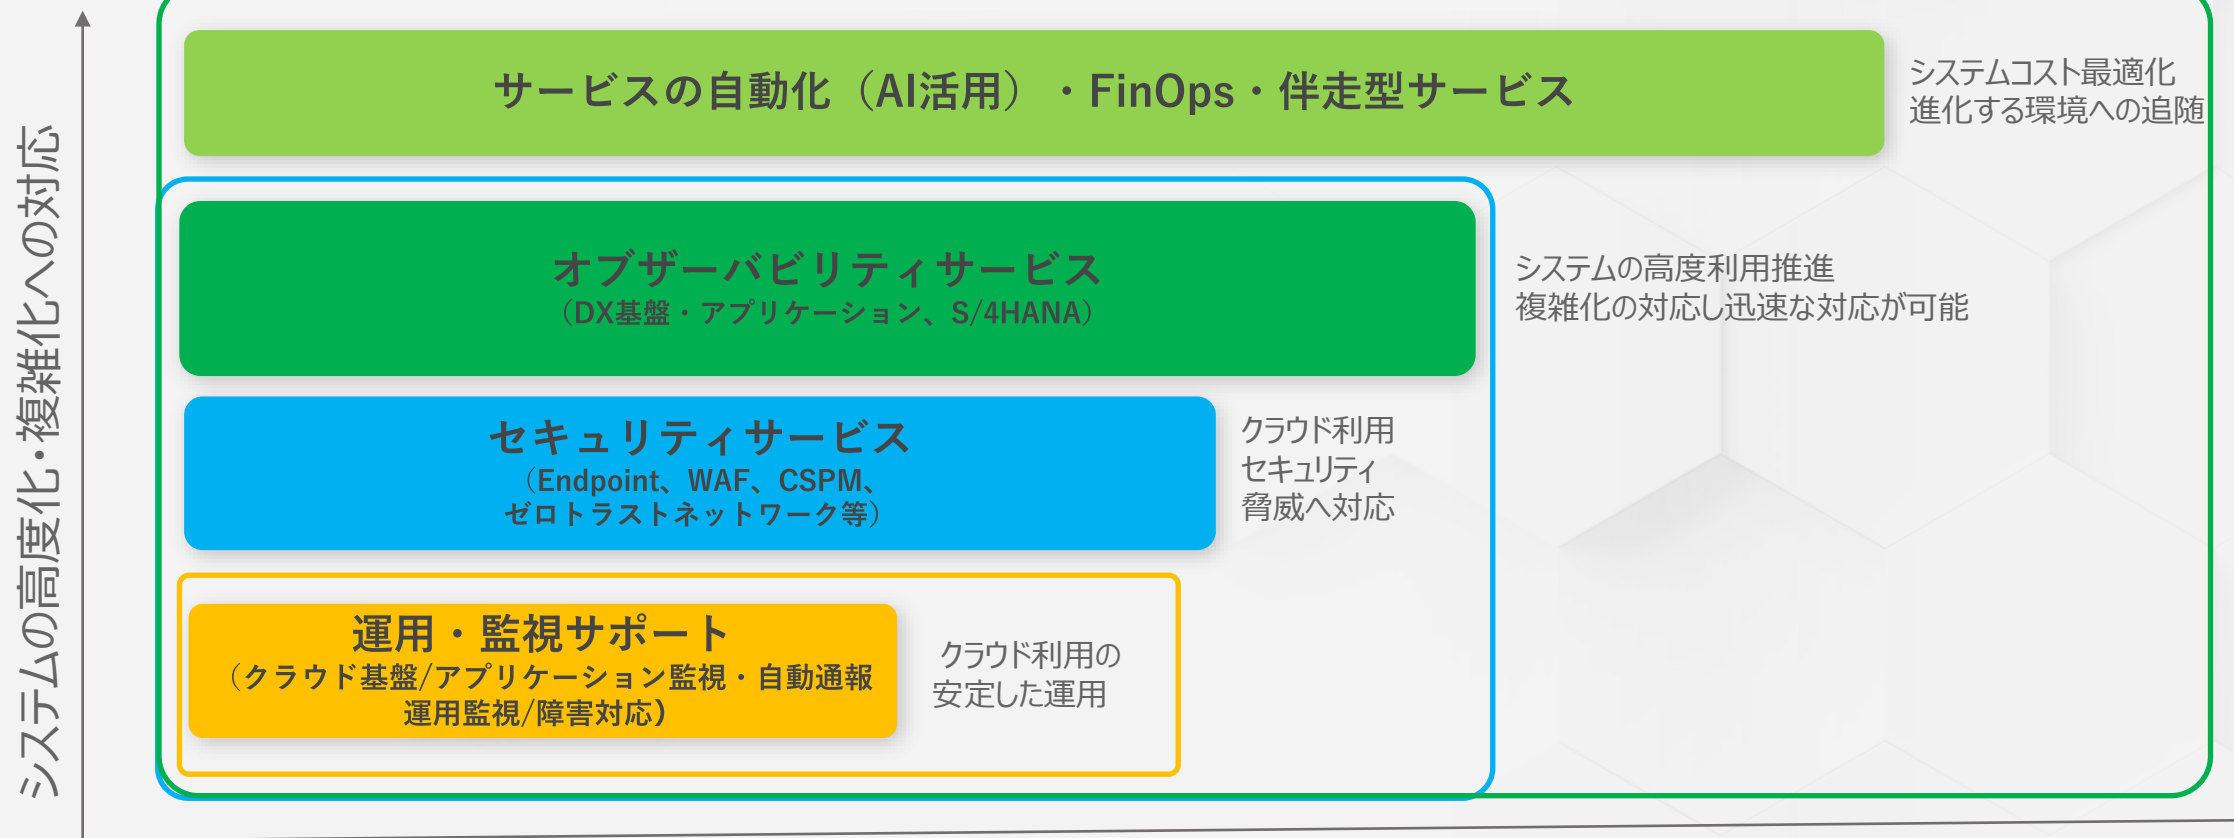 システムの高度化・複雑化への対応
サービスの自動化（AI活用）・FinOps・伴走型サービス
システムコスト最適化
進化する環境への追随
オブザーバビリティサービス
（DX基盤・アプリケーション、S/4HANA）
システムの高度利用推進
複雑化の対応し迅速な対応が可能
セキュリティサービス
（Endpoint、WAF、CSPM、
ゼロトラストネットワーク等）
クラウド利用
セキュリティ
脅威へ対応
運用・監視サポート
（クラウド基盤/アプリケーション監視・自動通報
運用監視/障害対応）
クラウド利用の
安定した運用